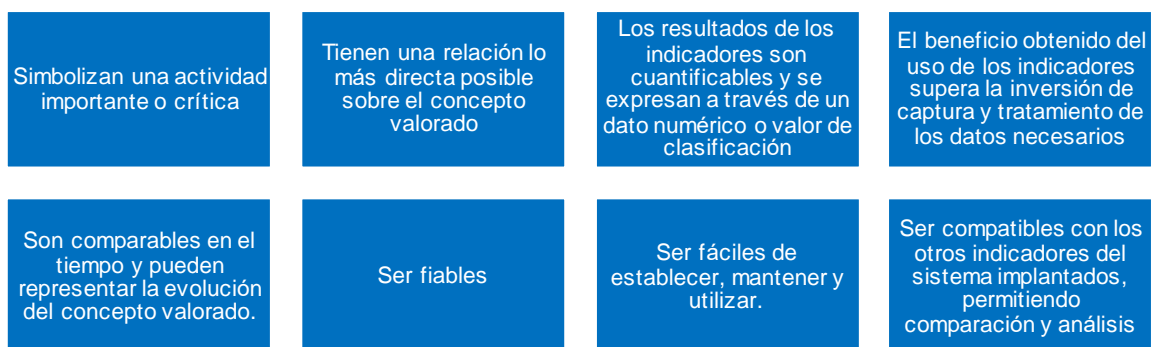 Simbolizan una actividad
importante o crítica
Tienen una relación lo
más directa posible
sobre el concepto
valorado
Los resultados de los
indicadores son
cuantificables y se
expresan a través de un
dato numérico o valor de
clasificación
El beneficio obtenido del
uso de los indicadores
supera la inversión de
captura y tratamiento de
los datos necesarios
Son comparables en el
tiempo y pueden
representar la evolución
del concepto valorado.
Ser fiables
Ser fáciles de
establecer, mantener y
utilizar.
Ser compatibles con los
otros indicadores del
sistema implantados,
permitiendo
comparación y análisis